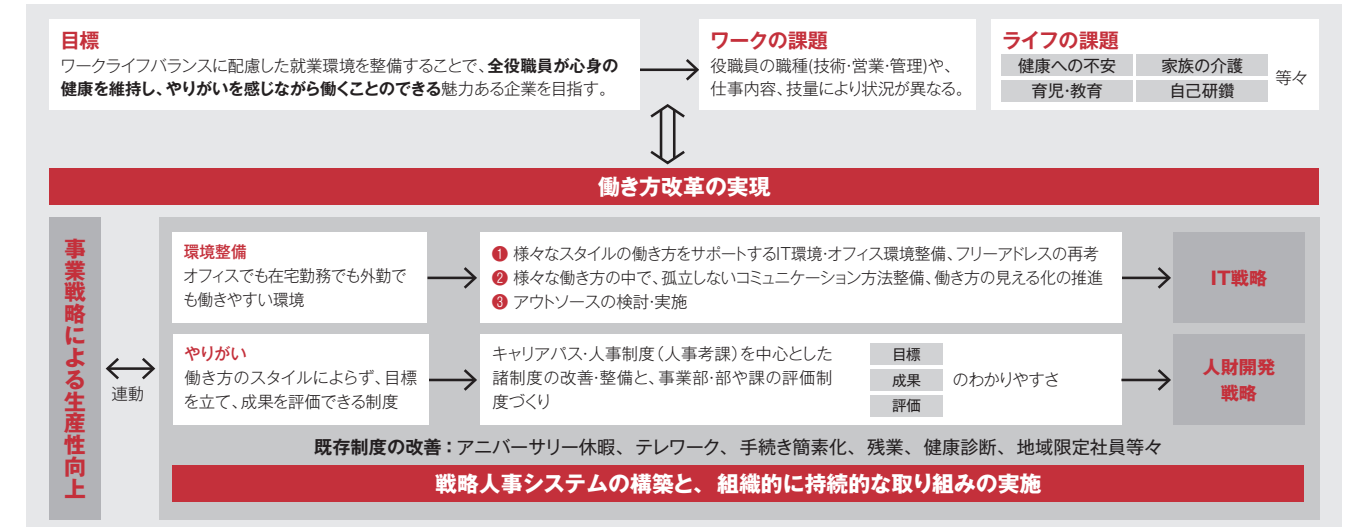 目標
ワークライフバランスに配慮した就業環境を整備することで、全役職員が心身の
健康を維持し、やりがいを感じながら働くことのできる魅力ある企業を目指す。
ワークの課題
役職員の職種(技術・営業・管理)や、
仕事内容、技量により状況が異なる。
ライフの課題
健康への不安
家族の介護
育児・教育
自己研鑽
等々
働き方改革の実現
事業戦略による生産性向上
連動
環境整備
オフィスでも在宅勤務でも外勤で
も働きやすい環境
❶ 様々なスタイルの働き方をサポートするIT環境・オフィス環境整備、フリーアドレスの再考
❷ 様々な働き方の中で、孤立しないコミュニケーション方法整備、働き方の見える化の推進
❸ アウトソースの検討・実施
IT戦略
やりがい
働き方のスタイルによらず、目標
を立て、成果を評価できる制度
キャリアパス・人事制度（人事考課）を中心とした
諸制度の改善・整備と、事業部・部や課の評価制
度づくり
目標
成果
評価
のわかりやすさ
人財開発
戦略
既存制度の改善：アニバーサリー休暇、テレワーク、手続き簡素化、残業、健康診断、地域限定社員等々
戦略人事システムの構築と、組織的に持続的な取り組みの実施